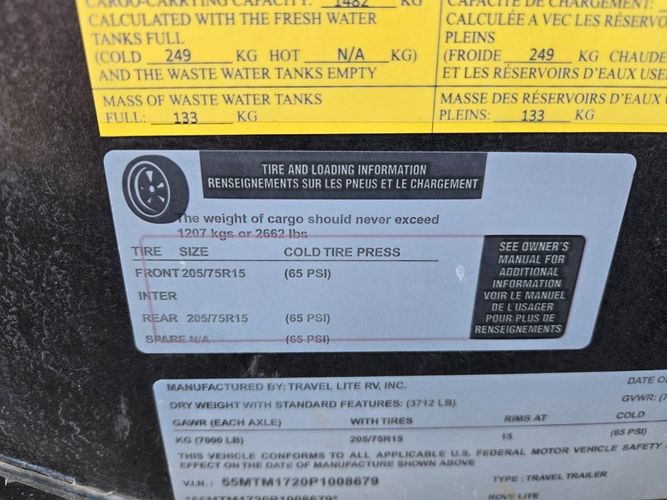 CARGO-CARRYING CAPACITY: 1482 KG
CALCULATED WITH THE FRESH WATER
TANKS FULL
(COLD 249 KG HOT N/A KG)
AND THE WASTE WATER TANKS EMPTY
MASS OF WASTE WATER TANKS
FULL: 133 KG
CAPACITÉ DE CHARGEMENT:
CALCULÉE A VEC LES RÉSERVO
PLEINS
(FROIDE 249 KG CHAUDE
ET LES RÉSERVOIRS D'EAUX USE
MASSE DES RÉSERVOIRS D'EAUX
PLEINS: 133 KG
TIRE AND LOADING INFORMATION
RENSEIGNEMENTS SUR LES PNEUS ET LE CHARGEMENT
The weight of cargo should never exceed
1207 kgs or 2662 lbs
TIRE SIZE COLD TIRE PRESS
FRONT 205/75R15 (65 PSI)
INTER
REAR 205/75R15 (65 PSI)
SPARE N/A (65 PSI)
SEE OWNER'S
MANUAL FOR
ADDITIONAL
INFORMATION
VOIR LE MANUEL
DE L'USAGER
POUR PLUS DE
RENSEIGNEMENTS
MANUFACTURED BY: TRAVEL LITE RV, INC. DATE O
DRY WEIGHT WITH STANDARD FEATURES: (3712 LB) GVWR: (7
GAWR (EACH AXLE) WITH TIRES RIMS AT COLD
KG (7000 LB) 205/75R15 15 (65 PSI)
THIS VEHICLE CONFORMS TO ALL APPLICABLE U.S. FEDERAL MOTOR VEHICLE SAFETY
EFFECT ON THE DATE OF MANUFACTURE SHOWN ABOVE
V.I.N.: 55MTM1720P1008679 TYPE: TRAVEL TRAILER
*55MTM1720P1008679* ROVE LITE